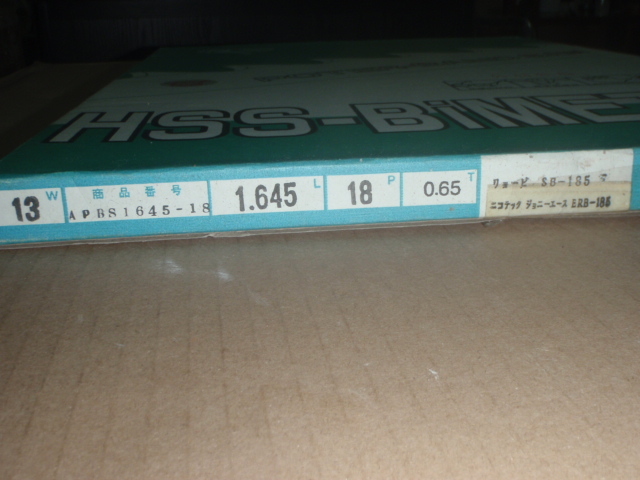 HSS-BiME
13 W
商品番号
APBS1645-18
1.645 L
18 P
0.65 T
リョービ SB-185
ニコテック ジョニーエース BRB-185